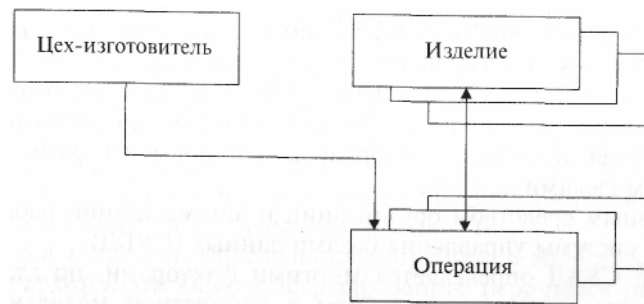 Цех-изготовитель
Изделие
Операция